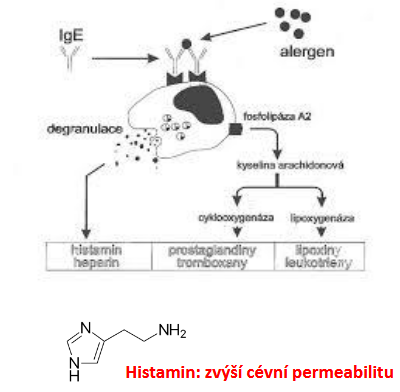 IgE
alergen
fosfolipáza A2
degranulace
kyselina arachidonová
cyklooxygenáza lipoxygenáza
histamin prostaglandiny lipoxiny
heparin tromboxany leukotrieny
N
NH2
N
H
Histamin: zvýší cévní permeabilitu